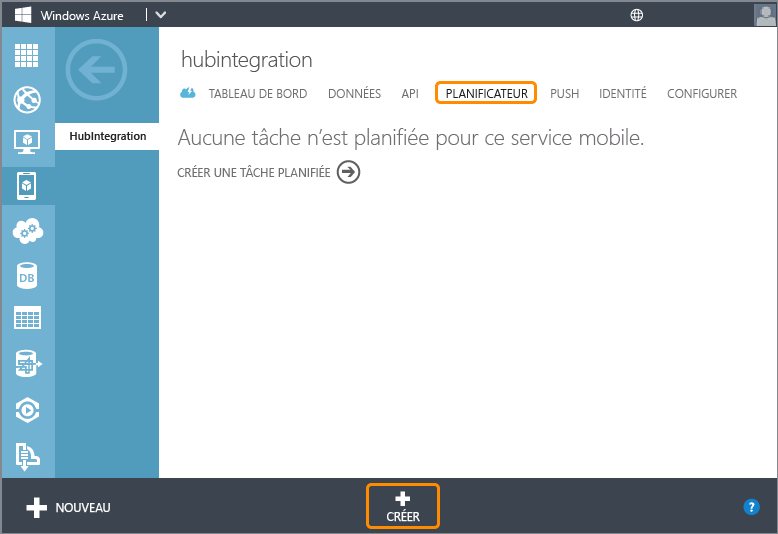 Windows Azure
hubintegration
TABLEAU DE BORD DONNÉES API PLANIFICATEUR PUSH IDENTITÉ CONFIGURER
HubIntegration
Aucune tâche n'est planifiée pour ce service mobile.
CRÉER UNE TÂCHE PLANIFIÉE
DB
NOUVEAU
CRÉER
?